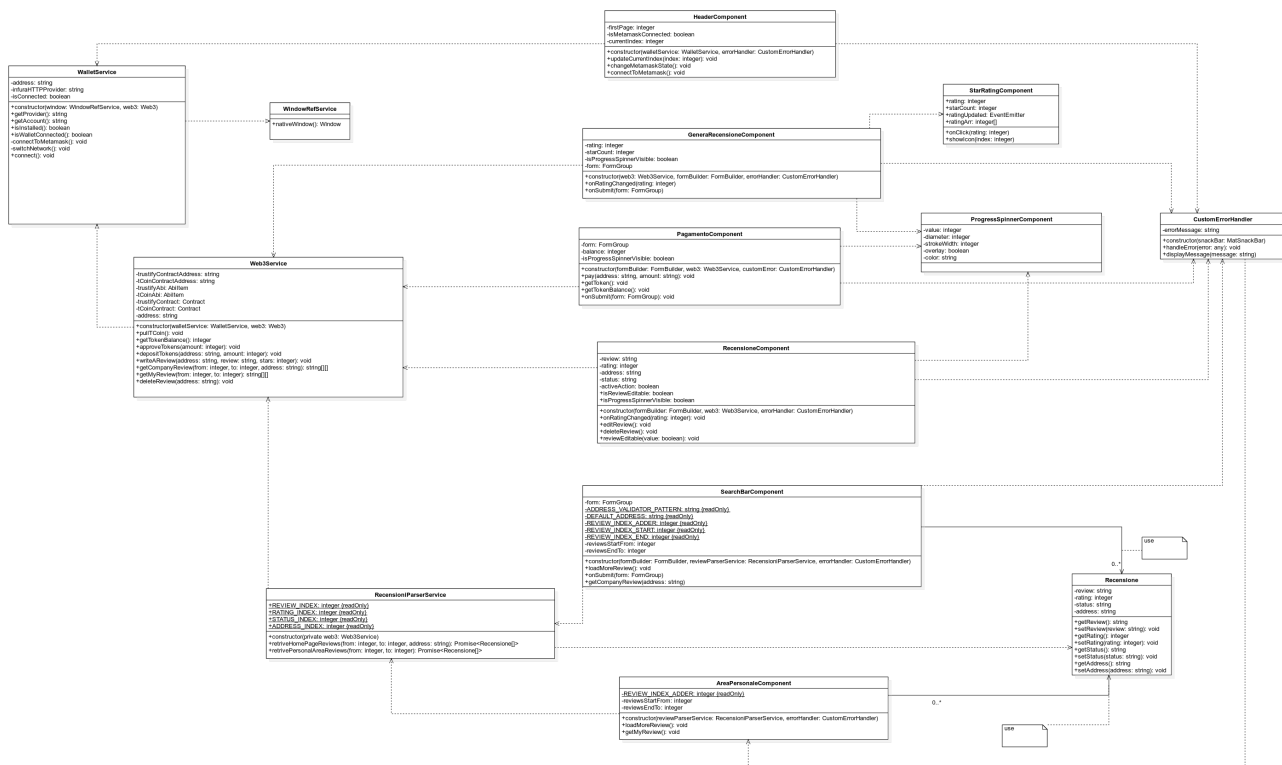 HeaderComponent
-firstPage: integer
-isMetamaskConnected: boolean
-currentIndex: integer
+constructor(walletService: WalletService, errorHandler: CustomErrorHandler)
+updateCurrentIndex(index: integer): void
+changeMetamaskState(): void
+connectToMetamask(): void
WalletService
-address: string
-infuraHTTPProvider: string
-isConnected: boolean
+constructor(window: WindowRefService, web3: Web3)
+getProvider(): string
+getAccount(): string
+isInstalled(): boolean
+isWalletConnected(): boolean
-connectToMetamask(): void
-switchNetwork(): void
+connect(): void
WindowRefService
+nativeWindow(): Window
StarRatingComponent
+rating: integer
+starCount: integer
+ratingUpdated: EventEmitter
+ratingArr: integer[]
+onClick(rating: integer)
+showIcon(index: integer)
GeneraRecensioneComponent
-rating: integer
-starCount: integer
-isProgressSpinnerVisible: boolean
-form: FormGroup
+constructor(web3: Web3Service, formBuilder: FormBuilder, errorHandler: CustomErrorHandler)
+onRatingChanged(rating: integer)
+onSubmit(form: FormGroup)
ProgressSpinnerComponent
-value: integer
-diameter: integer
-strokeWidth: integer
-overlay: boolean
-color: string
CustomErrorHandler
-errorMessage: string
+constructor(snackBar: MatSnackBar)
+handleError(error: any): void
+displayMessage(message: string)
PagamentoComponent
-form: FormGroup
-balance: integer
-isProgressSpinnerVisible: boolean
+constructor(formBuilder: FormBuilder, web3: Web3Service, customError: CustomErrorHandler)
+pay(address: string, amount: string): void
+getToken(): void
+getTokenBalance(): void
+onSubmit(form: FormGroup): void
Web3Service
-trustifyContractAddress: string
-tCoinContractAddress: string
-trustifyAbi: AbiItem
-tCoinAbi: AbiItem
-trustifyContract: Contract
-tCoinContract: Contract
-address: string
+constructor(walletService: WalletService, web3: Web3)
+pullTCoin(): void
+getTokenBalance(): integer
+approveTokens(amount: integer): void
+depositTokens(address: string, amount: integer): void
+writeAReview(address: string, review: string, stars: integer): void
+getCompanyReview(from: integer, to: integer, address: string): string[][]
+getMyReview(from: integer, to: integer): string[][]
+deleteReview(address: string): void
RecensioneComponent
-review: string
-rating: integer
-address: string
-status: string
-activeAction: boolean
+isReviewEditable: boolean
+isProgressSpinnerVisible: boolean
+constructor(formBuilder: FormBuilder, web3: Web3Service, errorHandler: CustomErrorHandler)
+onRatingChanged(rating: integer): void
+editReview(): void
+deleteReview(): void
+reviewEditable(value: boolean): void
SearchBarComponent
-form: FormGroup
-ADDRESS_VALIDATOR_PATTERN: string {readOnly}
-DEFAULT_ADDRESS: string {readOnly}
-REVIEW_INDEX_ADDER: integer {readOnly}
-REVIEW_INDEX_START: integer {readOnly}
-REVIEW_INDEX_END: integer {readOnly}
-reviewsStartFrom: integer
-reviewsEndTo: integer
+constructor(formBuilder: FormBuilder, reviewParserService: RecensioniParserService, errorHandler: CustomErrorHandler)
+loadMoreReview(): void
+onSubmit(form: FormGroup)
+getCompanyReview(address: string)
use
0..*
Recensione
-review: string
-rating: integer
-status: string
-address: string
+getReview(): string
+setReview(review: string): void
+getRating(): integer
+setRating(rating: integer): void
+getStatus(): string
+setStatus(status: string): void
+getAddress(): string
+setAddress(address: string): void
RecensioniParserService
+REVIEW_INDEX: integer {readOnly}
+RATING_INDEX: integer {readOnly}
+STATUS_INDEX: integer {readOnly}
+ADDRESS_INDEX: integer {readOnly}
+constructor(private web3: Web3Service)
+retriveHomePageReviews(from: integer, to: integer, address: string): Promise<Recensione[]>
+retrivePersonalAreaReviews(from: integer, to: integer): Promise<Recensione[]>
AreaPersonaleComponent
-REVIEW_INDEX_ADDER: integer {readOnly}
-reviewsStartFrom: integer
-reviewsEndTo: integer
+constructor(reviewParserService: RecensioniParserService, errorHandler: CustomErrorHandler)
+loadMoreReview(): void
+getMyReview(): void
0..*
use